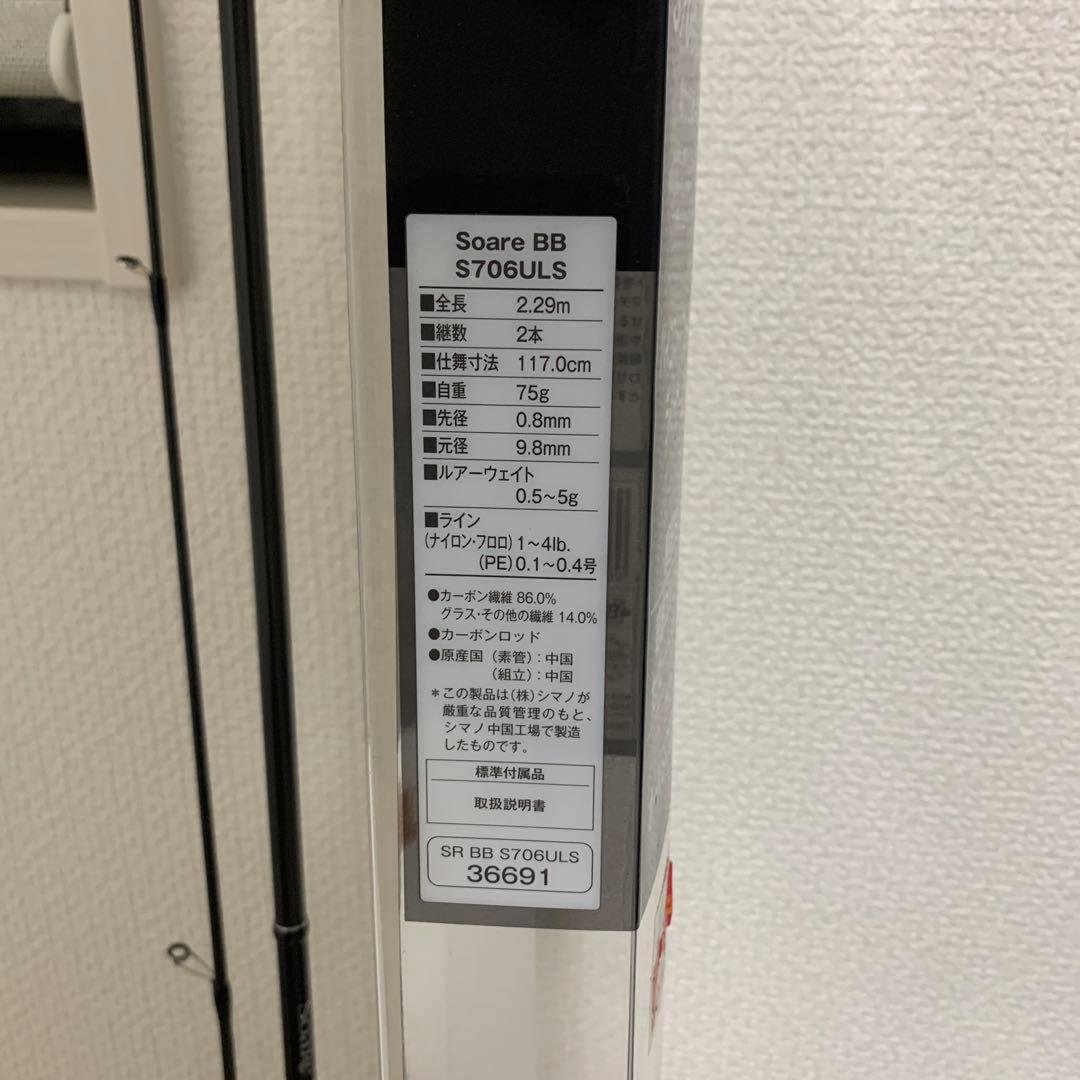 Soare BB
S706ULS
■全長 2.29m
■継数 2本
■仕舞寸法 117.0cm
■自重 75g
■先径 0.8mm
■元径 9.8mm
■ルアーウェイト
0.5~5g
■ライン
(ナイロン・フロロ) 1~4lb.
(PE) 0.1~0.4号
●カーボン繊維 86.0%
グラス・その他の繊維 14.0%
●カーボンロッド
●原産国 (素管) : 中国
(組立) : 中国
*この製品は(株)シマノが
厳重な品質管理のもと、
シマノ中国工場で製造
したものです。
標準付属品
取扱説明書
SR BB S706ULS
36691
Soare